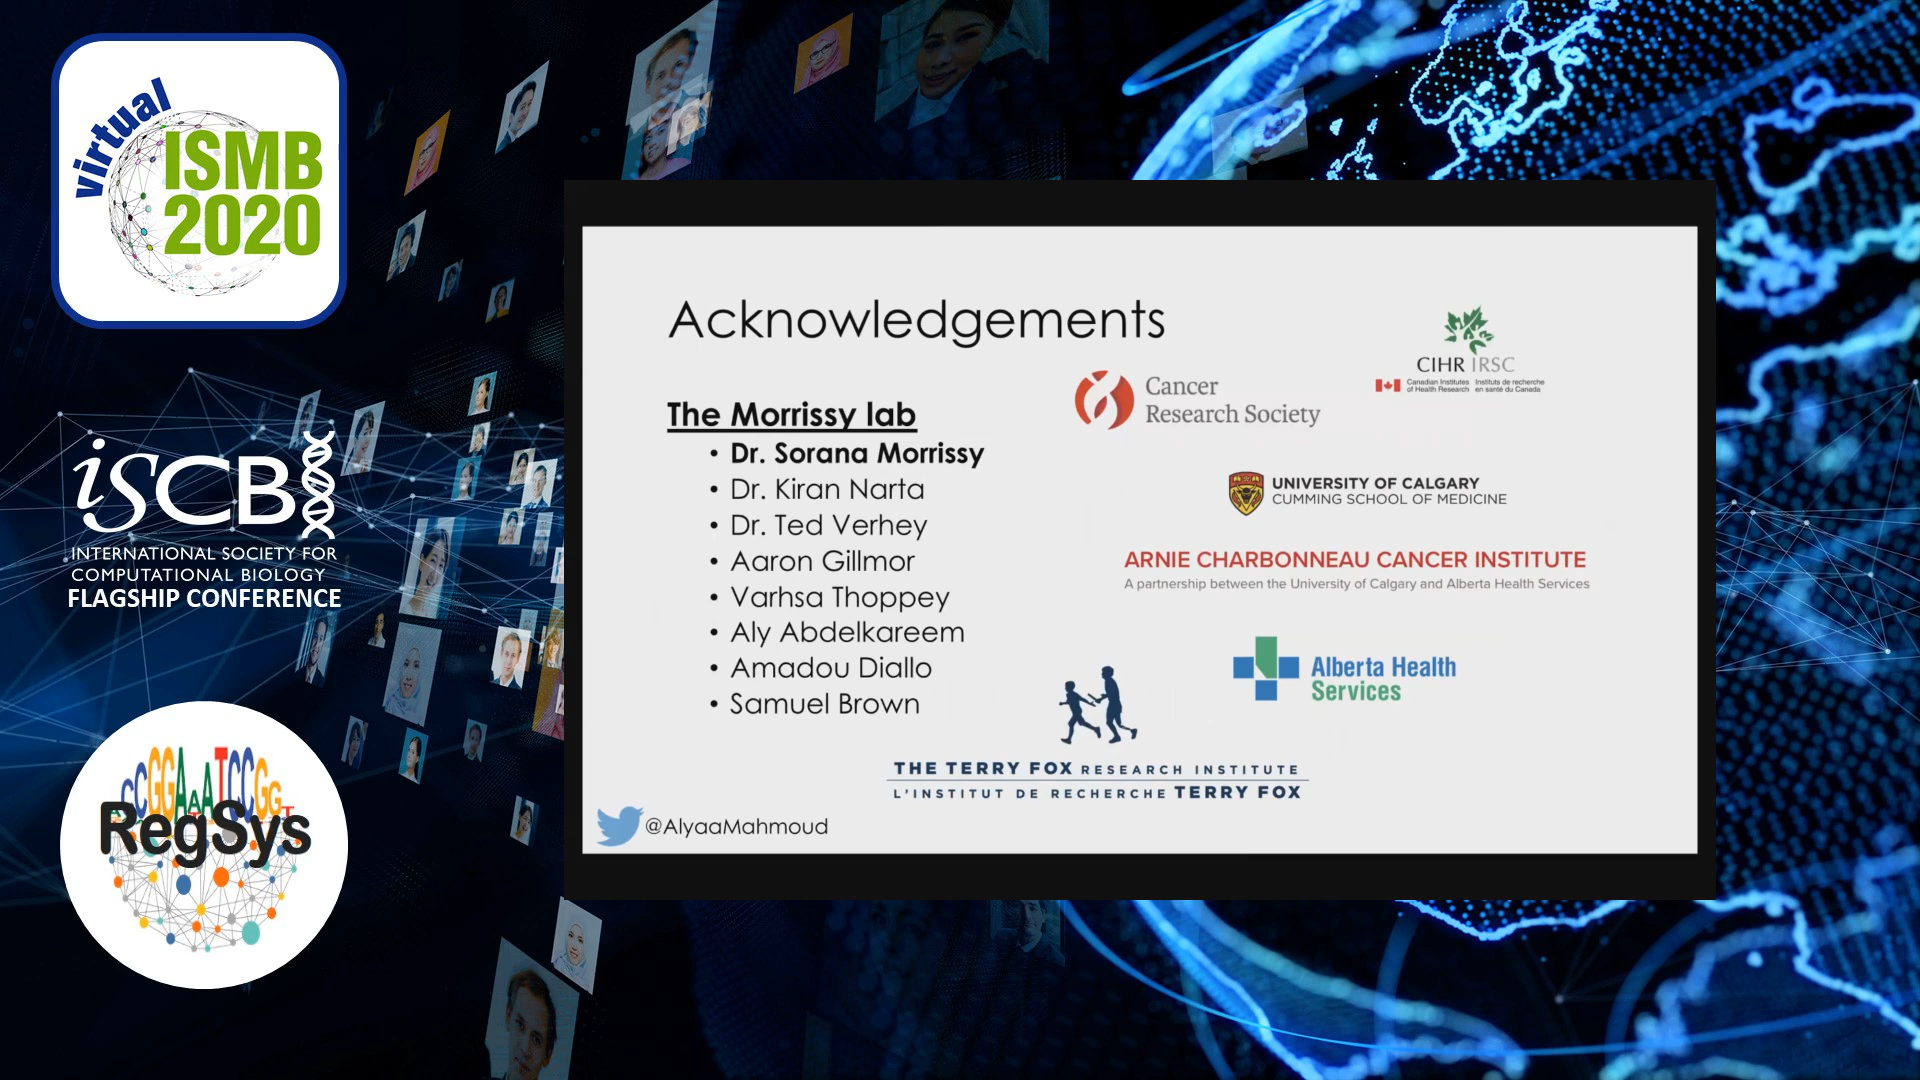 virtual
ISMB
2020
iSCB
INTERNATIONAL SOCIETY FOR
COMPUTATIONAL BIOLOGY
FLAGSHIP CONFERENCE
CCGGAAATCCGGT
RegSys
Acknowledgements
The Morrissy lab
• Dr. Sorana Morrissy
• Dr. Kiran Narta
• Dr. Ted Verhey
• Aaron Gillmor
• Varhsa Thoppey
• Aly Abdelkareem
• Amadou Diallo
• Samuel Brown
Cancer
Research Society
CIHR IRSC
Canadian Institutes Instituts de recherche
of Health Research en santé du Canada
UNIVERSITY OF CALGARY
CUMMING SCHOOL OF MEDICINE
ARNIE CHARBONNEAU CANCER INSTITUTE
A partnership between the University of Calgary and Alberta Health Services
Alberta Health
Services
THE TERRY FOX RESEARCH INSTITUTE
L'INSTITUT DE RECHERCHE TERRY FOX
@AlyaaMahmoud